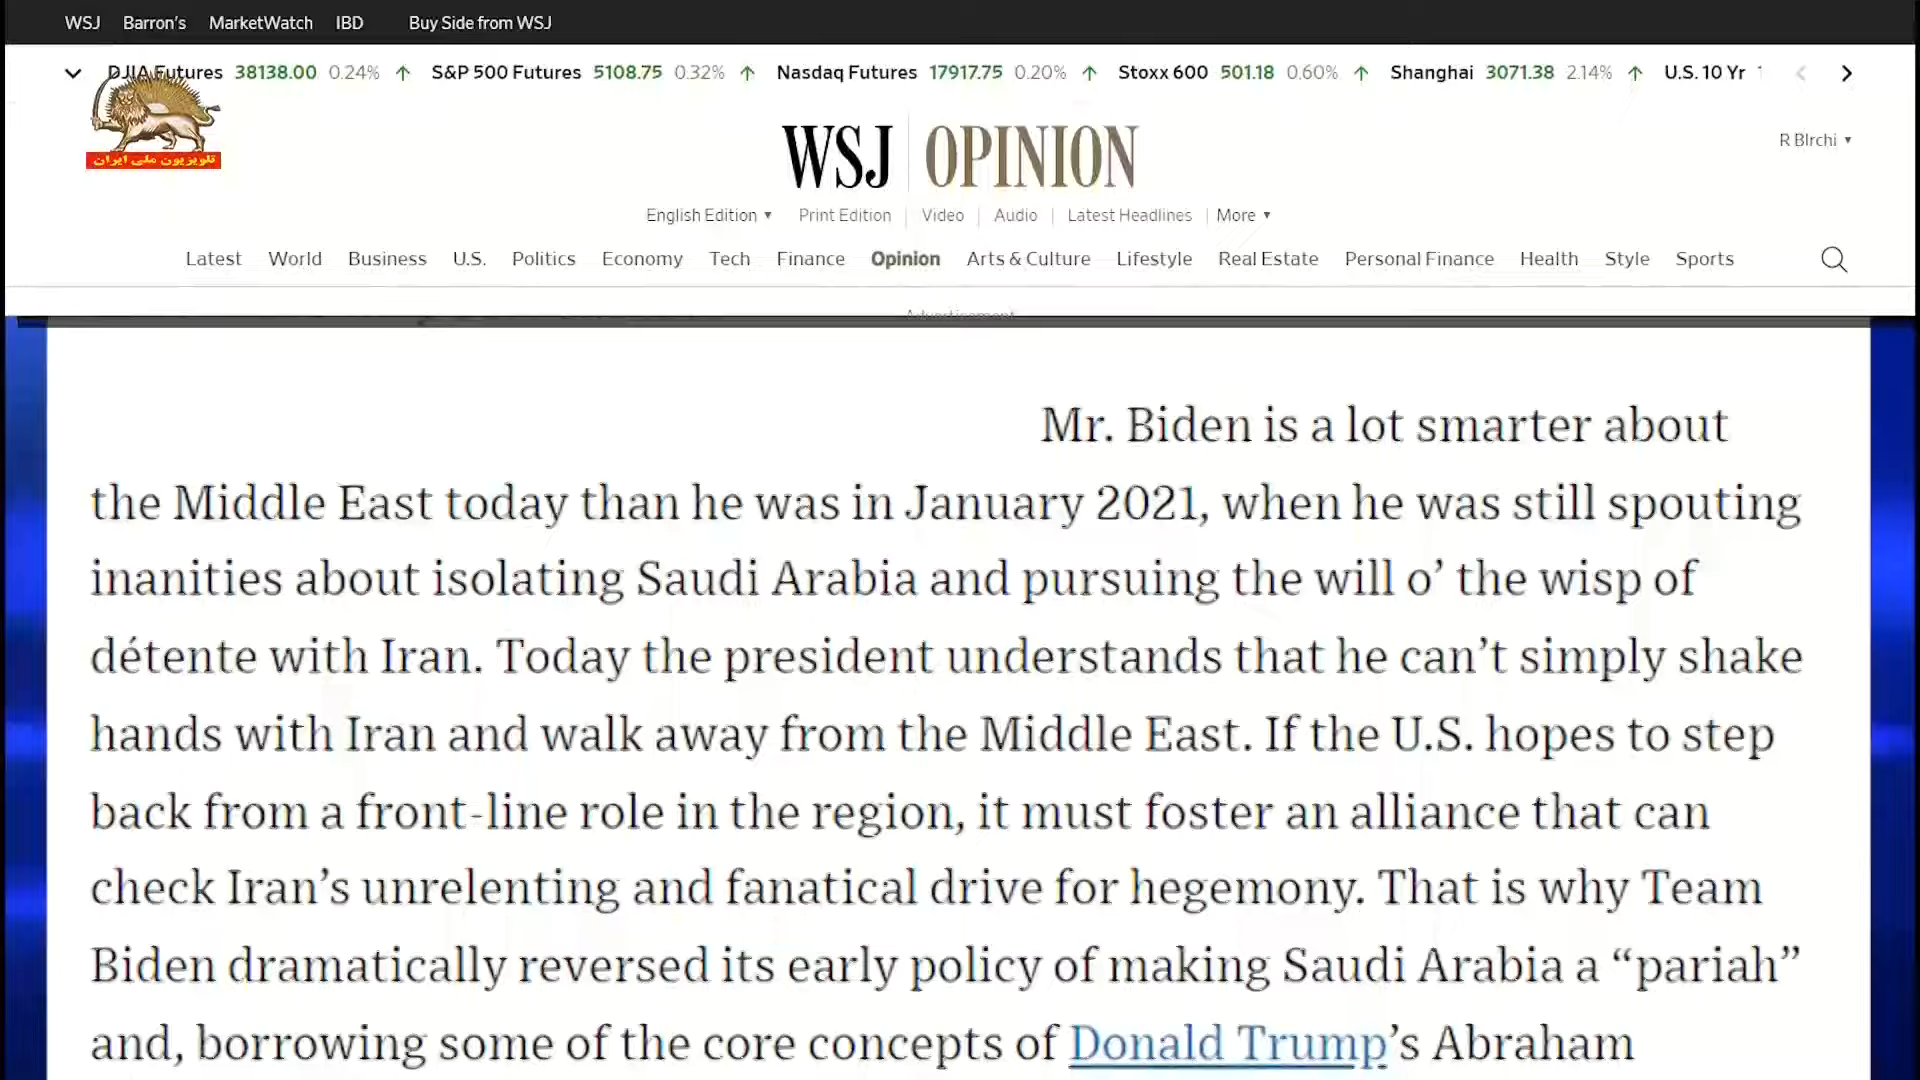 WSJ Barron's MarketWatch IBD Buy Side from WSJ
DJIA Futures 38138.00 0.24% S&P 500 Futures 5108.75 0.32% Nasdaq Futures 17917.75 0.20% Stoxx 600 501.18 0.60% Shanghai 3071.38 2.14% U.S. 10 Yr
تلویزیون ملی ایران
WSJ OPINION
R BIrchi
English Edition Print Edition Video Audio Latest Headlines More
Latest World Business U.S. Politics Economy Tech Finance Opinion Arts & Culture Lifestyle Real Estate Personal Finance Health Style Sports
Advertisement
Mr. Biden is a lot smarter about
the Middle East today than he was in January 2021, when he was still spouting
inanities about isolating Saudi Arabia and pursuing the will o’ the wisp of
détente with Iran. Today the president understands that he can’t simply shake
hands with Iran and walk away from the Middle East. If the U.S. hopes to step
back from a front-line role in the region, it must foster an alliance that can
check Iran’s unrelenting and fanatical drive for hegemony. That is why Team
Biden dramatically reversed its early policy of making Saudi Arabia a “pariah”
and, borrowing some of the core concepts of Donald Trump’s Abraham